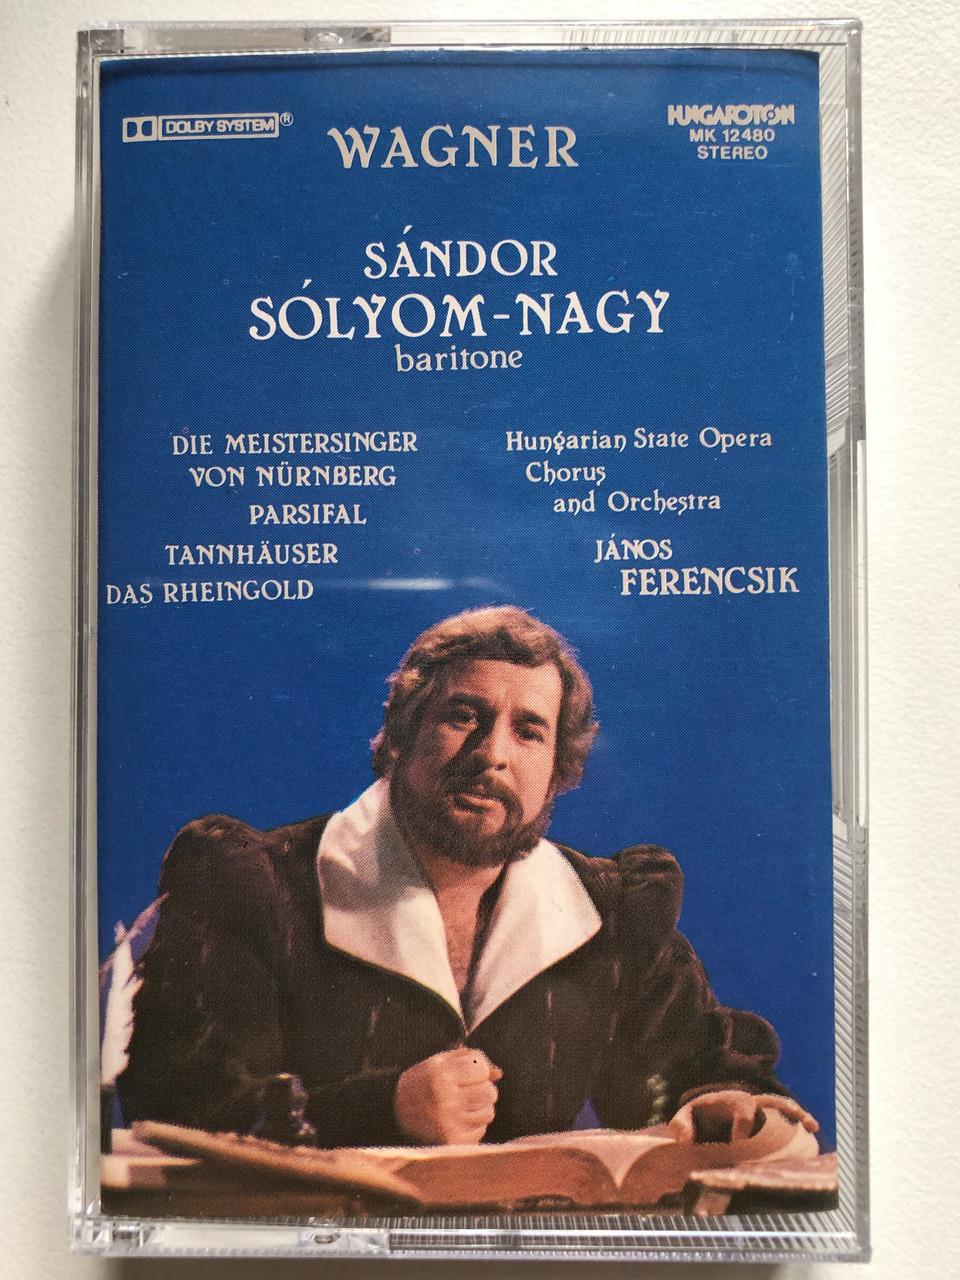 DOLBY SYSTEM®
HUNGAROTON
MK 12480
STEREO
WAGNER
SÁNDOR
SÓLYOM-NAGY
baritone
DIE MEISTERSINGER
VON NÜRNBERG
PARSIFAL
TANNHÄUSER
DAS RHEINGOLD
Hungarian State Opera
Chorus
and Orchestra
JÁNOS
FERENCSIK